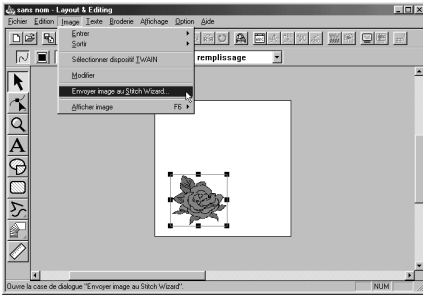 sans nom - Layout & Editing
Fichier Edition Image Texte Broderie Affichage Option Aide
Entrer
Sortir
Sélectionner dispositif TWAIN
Modifier
Envoyer image au Stitch Wizard...
Afficher image F6
remplissage
A
Ouvre la case de dialogue "Envoyer image au Stitch Wizard".
NUM